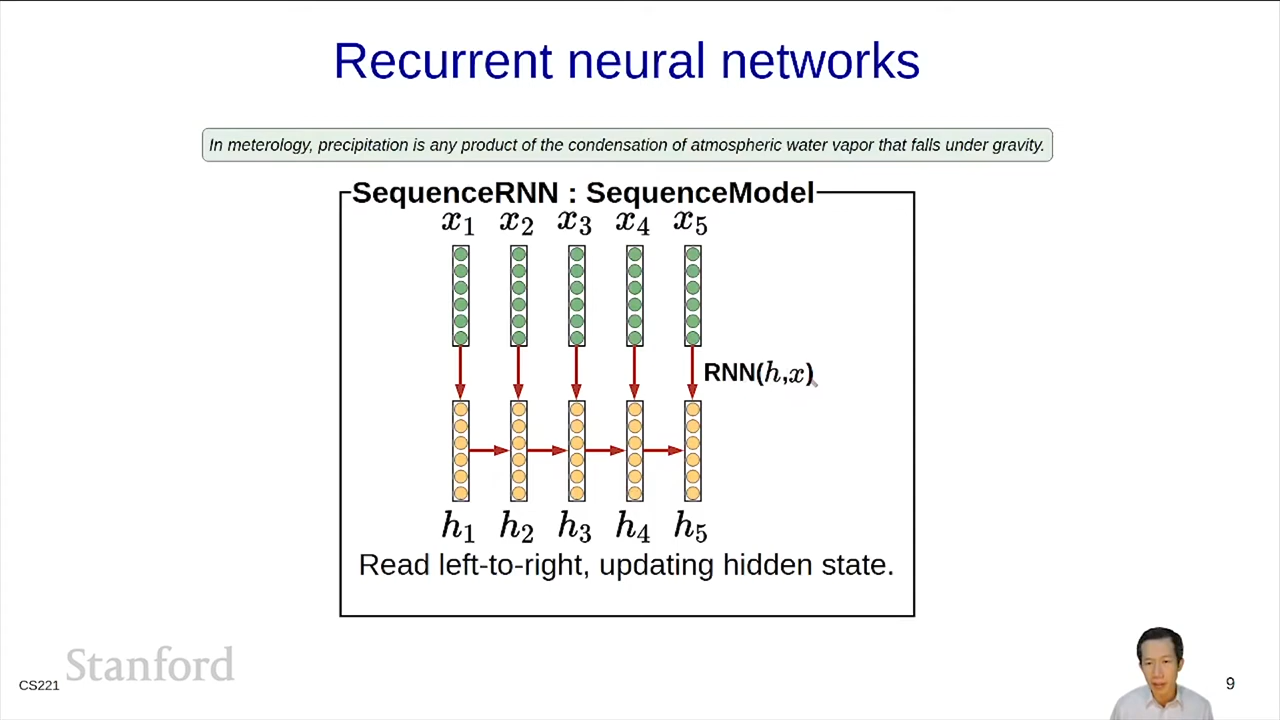 Recurrent neural networks
In meterology, precipitation is any product of the condensation of atmospheric water vapor that falls under gravity.
SequenceRNN : SequenceModel
x₁ x₂ x₃ x₄ x₅
RNN(h,x)
h₁ h₂ h₃ h₄ h₅
Read left-to-right, updating hidden state.
Stanford
CS221
9